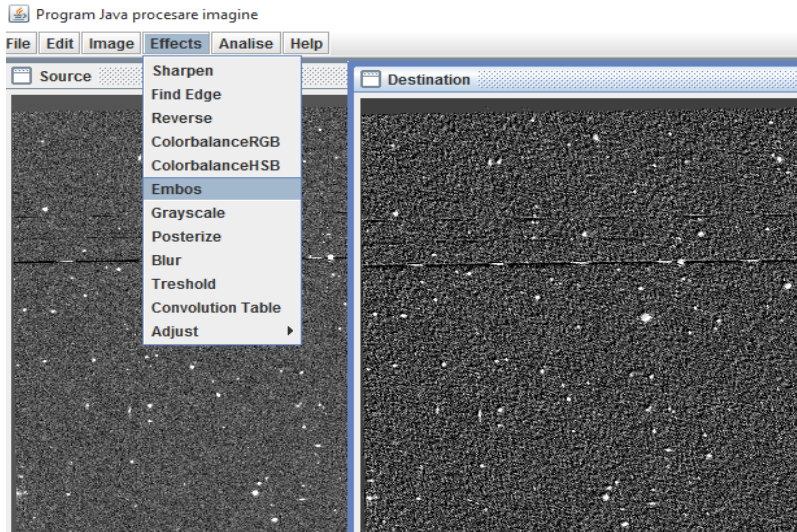 Program Java procesare imagine
File Edit Image Effects Analise Help
Source
Destination
Sharpen
Find Edge
Reverse
ColorbalanceRGB
ColorbalanceHSB
Embos
Grayscale
Posterize
Blur
Treshold
Convolution Table
Adjust